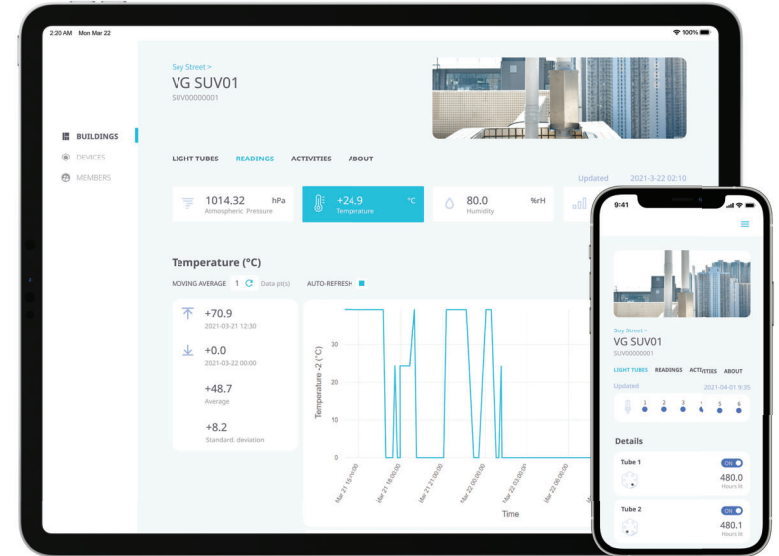 2:20 AM Mon Mar 22
100%
Sey Street >
VG SUV01
SUV00000001
BUILDINGS
DEVICES
MEMBERS
LIGHT TUBES READINGS ACTIVITIES ABOUT
Updated 2021-3-22 02:10
1014.32 hPa
Atmospheric Pressure
+24.9 °C
Temperature
80.0 %rH
Humidity
Temperature (°C)
MOVING AVERAGE 1 Data pt(s) AUTO-REFRESH
+70.9
2021-03-21 12:30
+0.0
2021-03-22 00:00
+48.7
Average
+8.2
Standard. deviation
Temperature -2 (°C)
30
20
10
0
Mar 21 18:00:00
Mar 21 21:00:00
Mar 22 00:00:00
Mar 22 03:00:00
Mar 22 06:00:00
Time
9:41
Sey Street >
VG SUV01
SUV00000001
LIGHT TUBES READINGS ACTIVITIES ABOUT
Updated 2021-04-01 9:35
1 2 3 5 6
Details
Tube 1 ON
480.0
Hours lit
Tube 2 ON
480.1
Hours lit